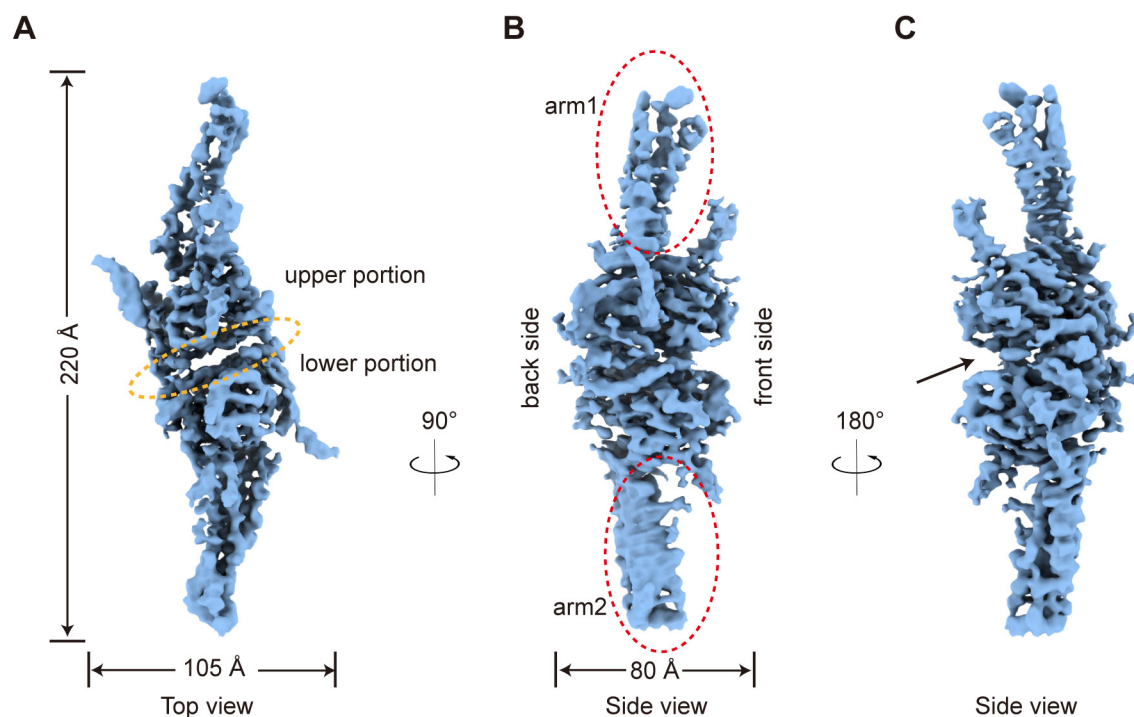 A
B
C
arm1
upper portion
lower portion
220 Å
back side
front side
90°
180°
arm2
105 Å
80 Å
Top view
Side view
Side view